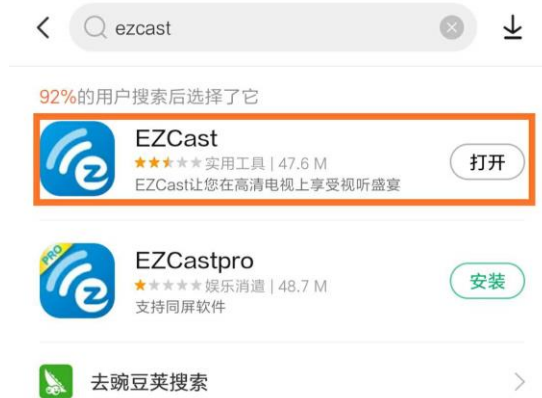 ezcast
92%的用户搜索后选择了它
EZCast
实用工具 | 47.6 M
打开
EZCast让您在高清电视上享受视听盛宴
PRO
EZCastpro
娱乐消遣 | 48.7 M
安装
支持同屏软件
去豌豆荚搜索